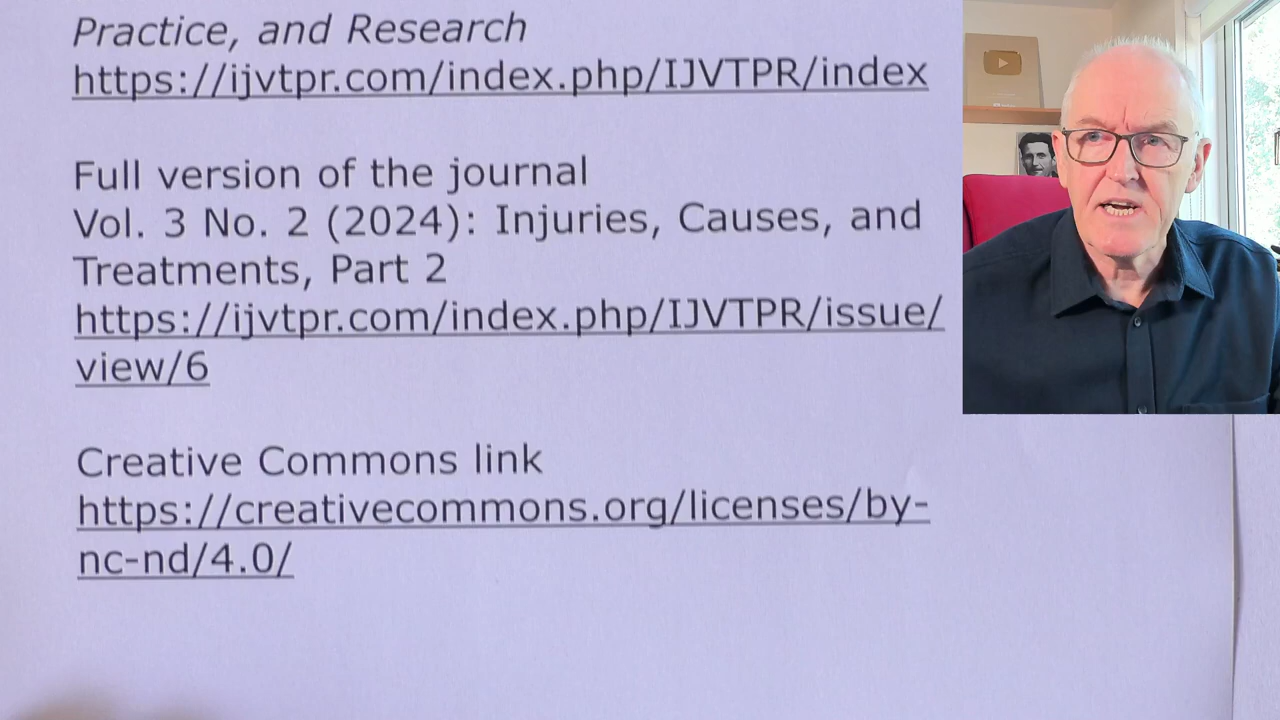 Practice, and Research
https://ijvtpr.com/index.php/IJVTPR/index
Full version of the journal
Vol. 3 No. 2 (2024): Injuries, Causes, and
Treatments, Part 2
https://ijvtpr.com/index.php/IJVTPR/issue/
view/6
Creative Commons link
https://creativecommons.org/licenses/by-
nc-nd/4.0/